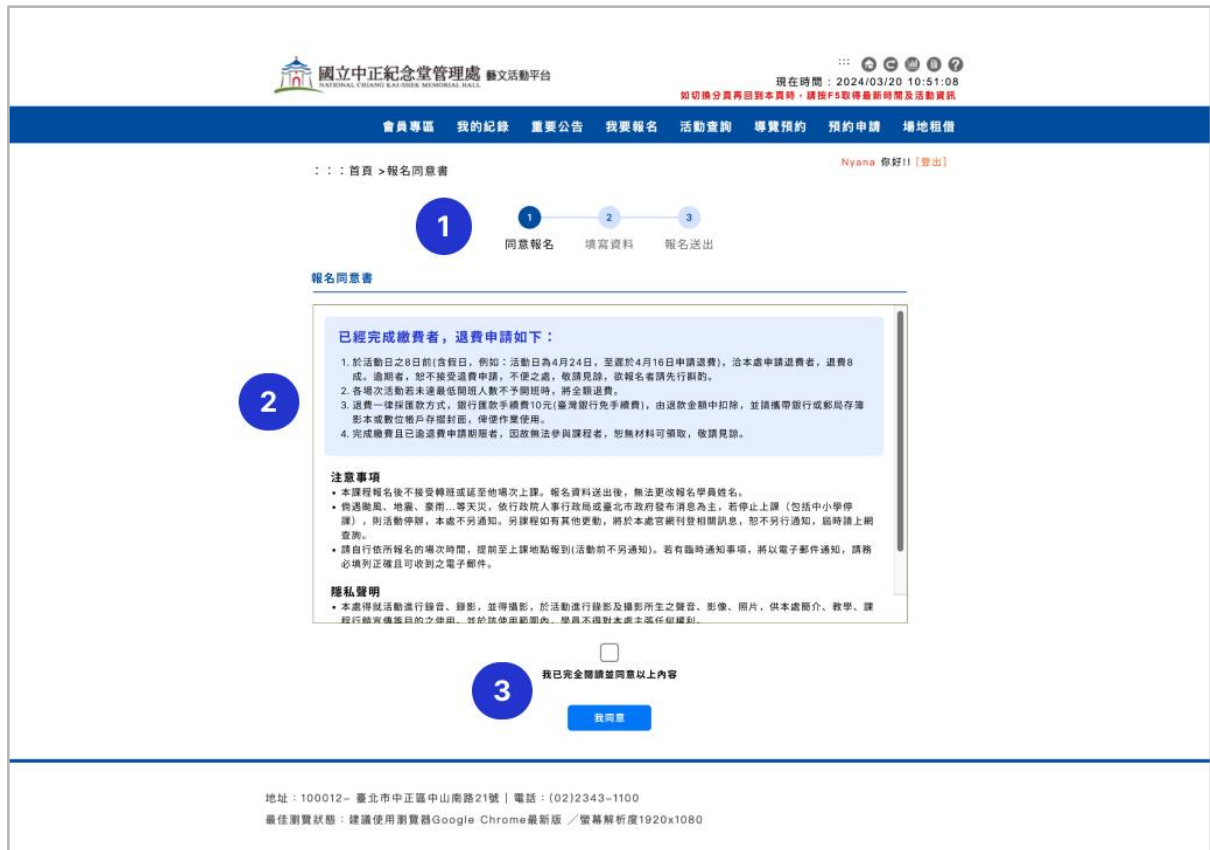 國立中正紀念堂管理處 藝文活動平台
NATIONAL CHIANG KAI-SHEK MEMORIAL HALL
現在時間：2024/03/20 10:51:08
如切換分頁再回到本頁時，請按F5取得最新時間及活動資訊
會員專區 我的紀錄 重要公告 我要報名 活動查詢 導覽預約 預約申請 場地租借
：：：首頁 >報名同意書
Nyana 你好!! [登出]
1
1 2 3
同意報名 填寫資料 報名送出
報名同意書
2
已經完成繳費者，退費申請如下：
1. 於活動日之8日前(含假日，例如：活動日為4月24日，至遲於4月16日申請退費)，洽本處申請退費者，退費8
成。逾期者，恕不接受退費申請，不便之處，敬請見諒，欲報名者請先行斟酌。
2. 各場次活動若未達最低開班人數不予開班時，將全額退費。
3. 退費一律採匯款方式，銀行匯款手續費10元(臺灣銀行免手續費)，由退款金額中扣除，並請攜帶銀行或郵局存簿
影本或數位帳戶存摺封面，俾便作業使用。
4. 完成繳費且已逾退費申請期限者，因故無法參與課程者，恕無材料可領取，敬請見諒。
注意事項
• 本課程報名後不接受轉班或延至他場次上課。報名資料送出後，無法更改報名學員姓名。
• 倘遇颱風、地震、豪雨...等天災，依行政院人事行政局或臺北市政府發布消息為主，若停止上課（包括中小學停
課），則活動停辦，本處不另通知。另課程如有其他更動，將於本處官網刊登相關訊息，恕不另行通知，屆時請上網
查詢。
• 請自行依所報名的場次時間，提前至上課地點報到(活動前不另通知)。若有臨時通知事項，將以電子郵件通知，請務
必填列正確且可收到之電子郵件。
隱私聲明
• 本處得就活動進行錄音、錄影，並得攝影，於活動進行錄影及攝影所生之聲音、影像、照片，供本處簡介、教學、課
程行銷宣傳等目的之使用，並於該使用範圍內，學員不得對本處主張任何權利。
3
我已完全閱讀並同意以上內容
我同意
地址：100012– 臺北市中正區中山南路21號 | 電話：(02)2343–1100
最佳瀏覽狀態：建議使用瀏覽器Google Chrome最新版 ／螢幕解析度1920x1080